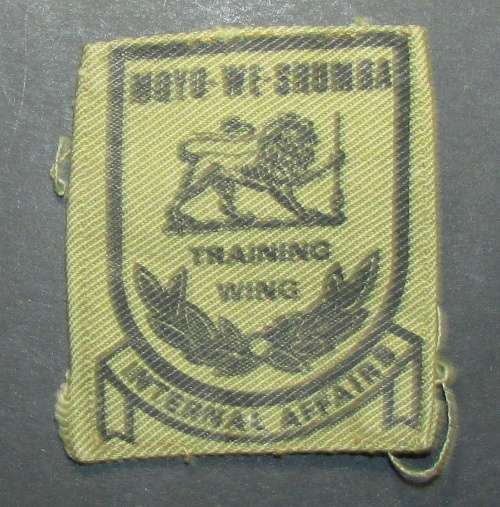 MOYO-WE-SHUMBA
TRAINING
WING
INTERNAL AFFAIRS